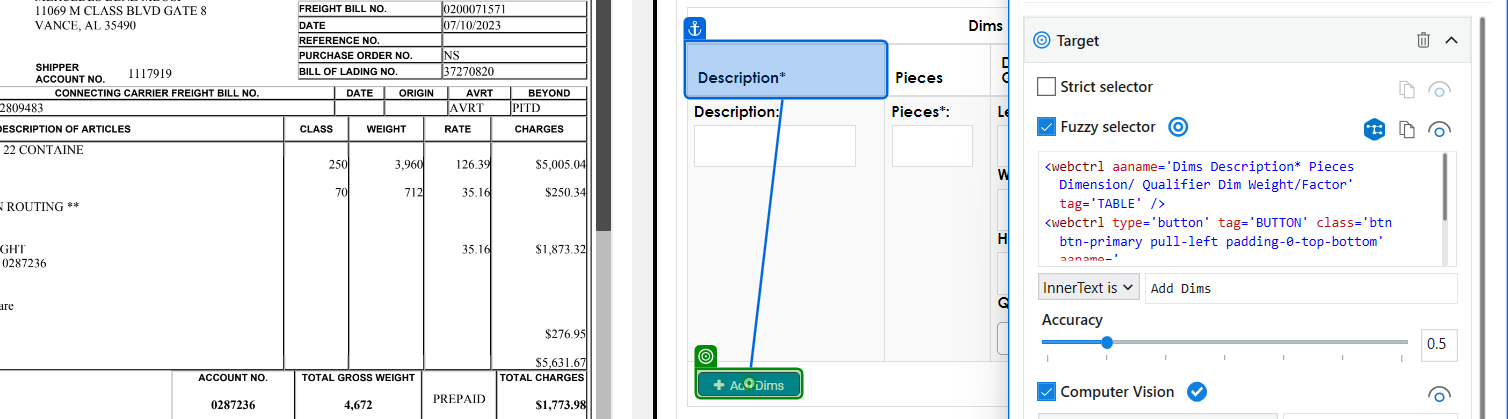 11069 M CLASS BLVD GATE 8
VANCE, AL 35490
SHIPPER
ACCOUNT NO. 1117919
FREIGHT BILL NO. 0200071571
DATE 07/10/2023
REFERENCE NO.
PURCHASE ORDER NO. NS
BILL OF LADING NO. 37270820
CONNECTING CARRIER FREIGHT BILL NO. DATE ORIGIN AVRT BEYOND
2809483 AVRT PITD
DESCRIPTION OF ARTICLES CLASS WEIGHT RATE CHARGES
22 CONTAINE
250 3,960 126.39 $5,005.04
70 712 35.16 $250.34
N ROUTING **
GHT 35.16 $1,873.32
0287236
are
$276.95
$5,631.67
ACCOUNT NO. TOTAL GROSS WEIGHT TOTAL CHARGES
0287236 4,672 PREPAID $1,773.98
Dims
Description* Pieces
Description: Pieces*: Le
W
H
Q
+ Add Dims
Target
Strict selector
Fuzzy selector
<webctrl aaname='Dims Description* Pieces
Dimension/ Qualifier Dim Weight/Factor'
tag='TABLE' />
<webctrl type='button' tag='BUTTON' class='btn
btn-primary pull-left padding-0-top-bottom'
aaname='
InnerText is Add Dims
Accuracy
0.5
Computer Vision